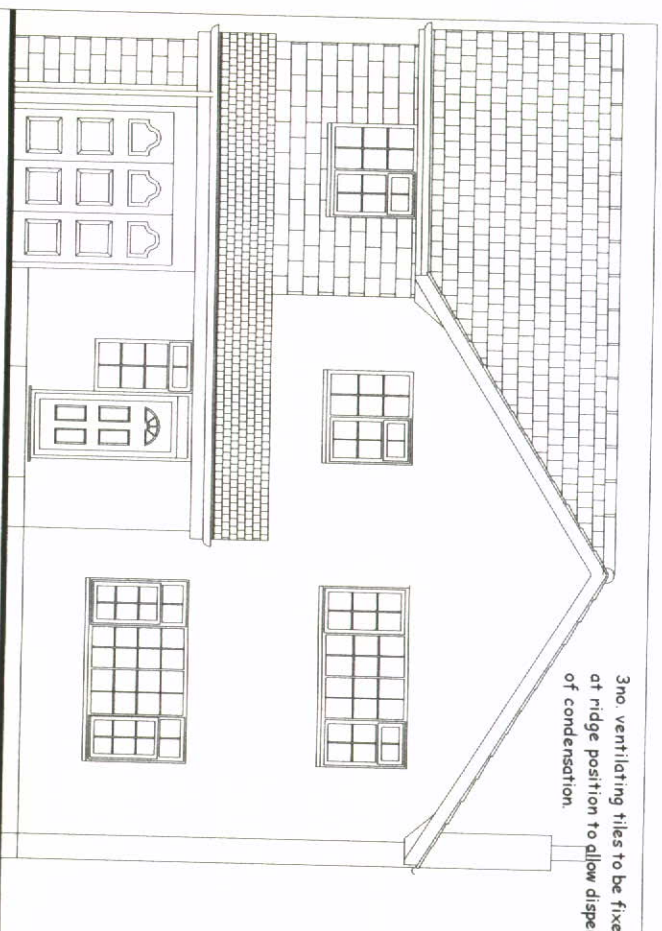 3no. ventilating tiles to be fixe
at ridge position to allow dispe
of condensation.